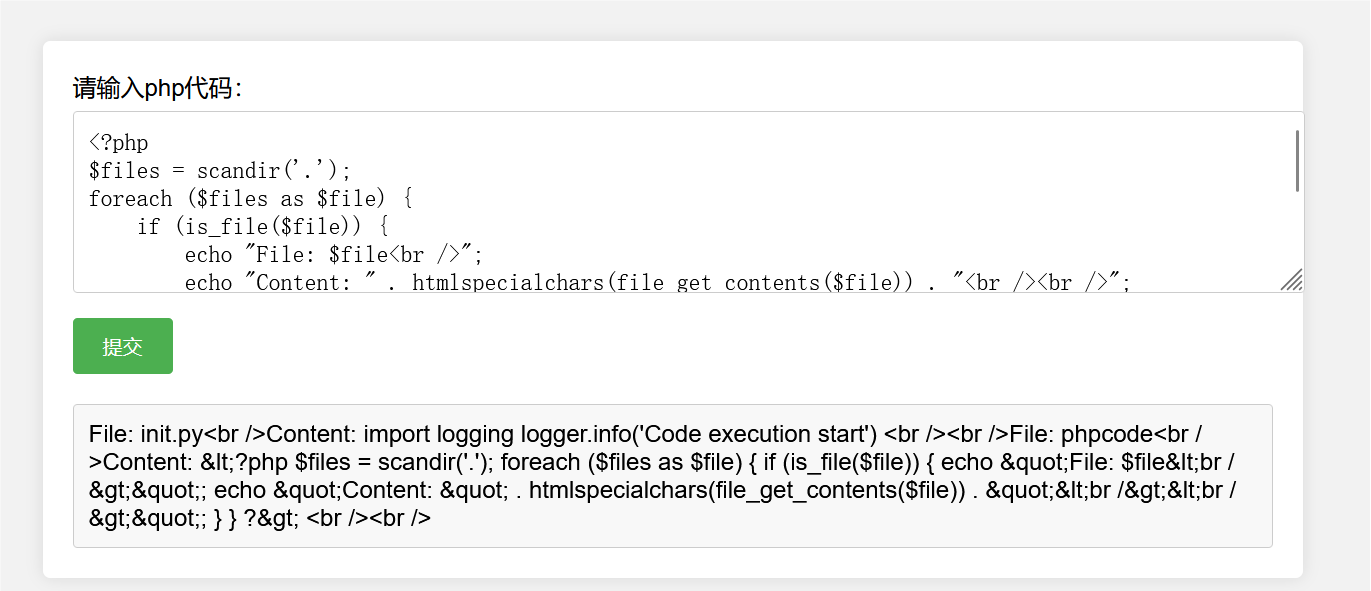 请输入php代码：
<?php
$files = scandir('.');
foreach ($files as $file) {
    if (is_file($file)) {
        echo "File: $file<br />";
        echo "Content: " . htmlspecialchars(file_get_contents($file)) . "<br /><br />";
提交
File: init.py<br />Content: import logging logger.info('Code execution start') <br /><br />File: phpcode<br /
>Content: &lt;?php $files = scandir('.'); foreach ($files as $file) { if (is_file($file)) { echo &quot;File: $file&lt;br /
&gt;&quot;; echo &quot;Content: &quot; . htmlspecialchars(file_get_contents($file)) . &quot;&lt;br /&gt;&lt;br /
&gt;&quot;; } } ?&gt; <br /><br />